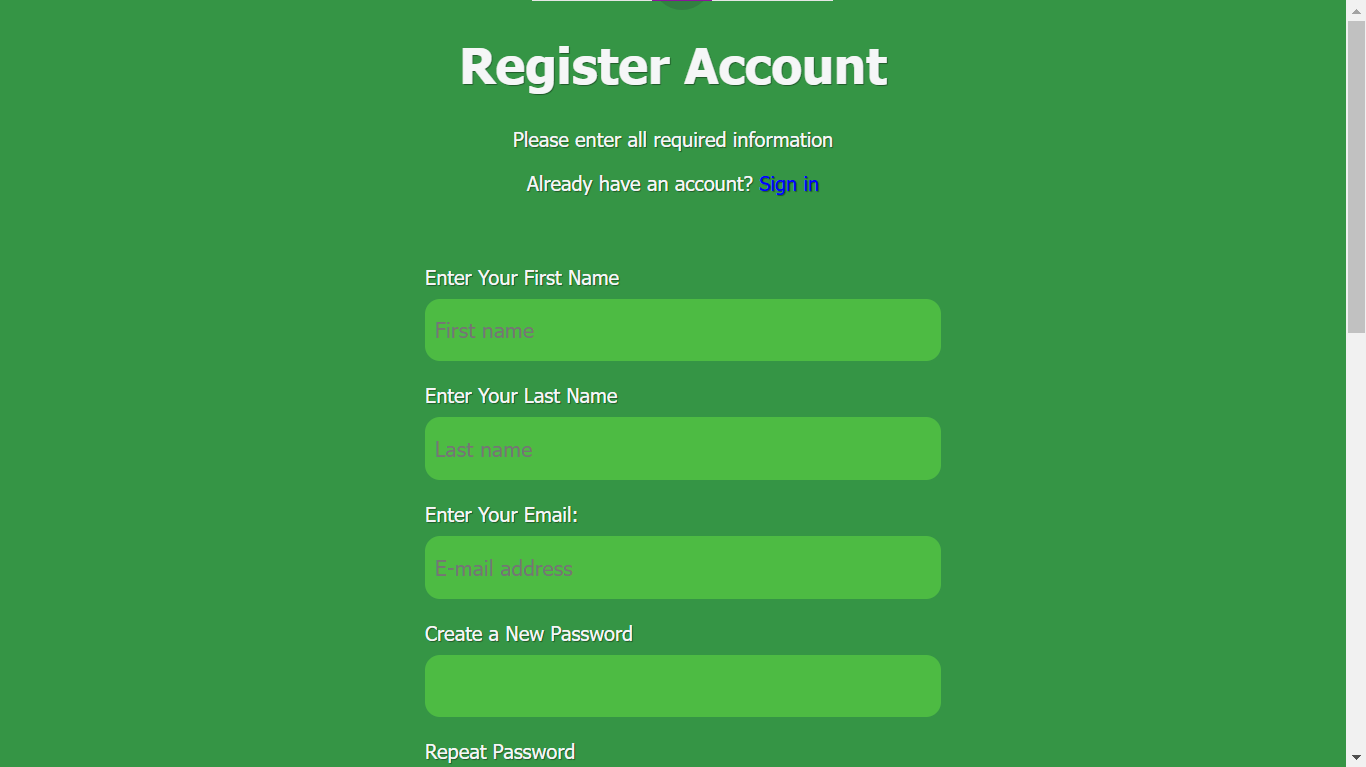 Register Account
Please enter all required information
Already have an account? Sign in
Enter Your First Name
First name
Enter Your Last Name
Last name
Enter Your Email:
E-mail address
Create a New Password
Repeat Password